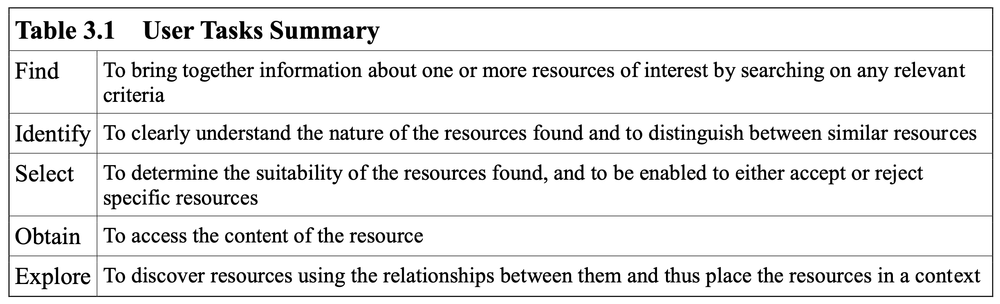 Table 3.1 User Tasks Summary
Find To bring together information about one or more resources of interest by searching on any relevant
criteria
Identify To clearly understand the nature of the resources found and to distinguish between similar resources
Select To determine the suitability of the resources found, and to be enabled to either accept or reject
specific resources
Obtain To access the content of the resource
Explore To discover resources using the relationships between them and thus place the resources in a context